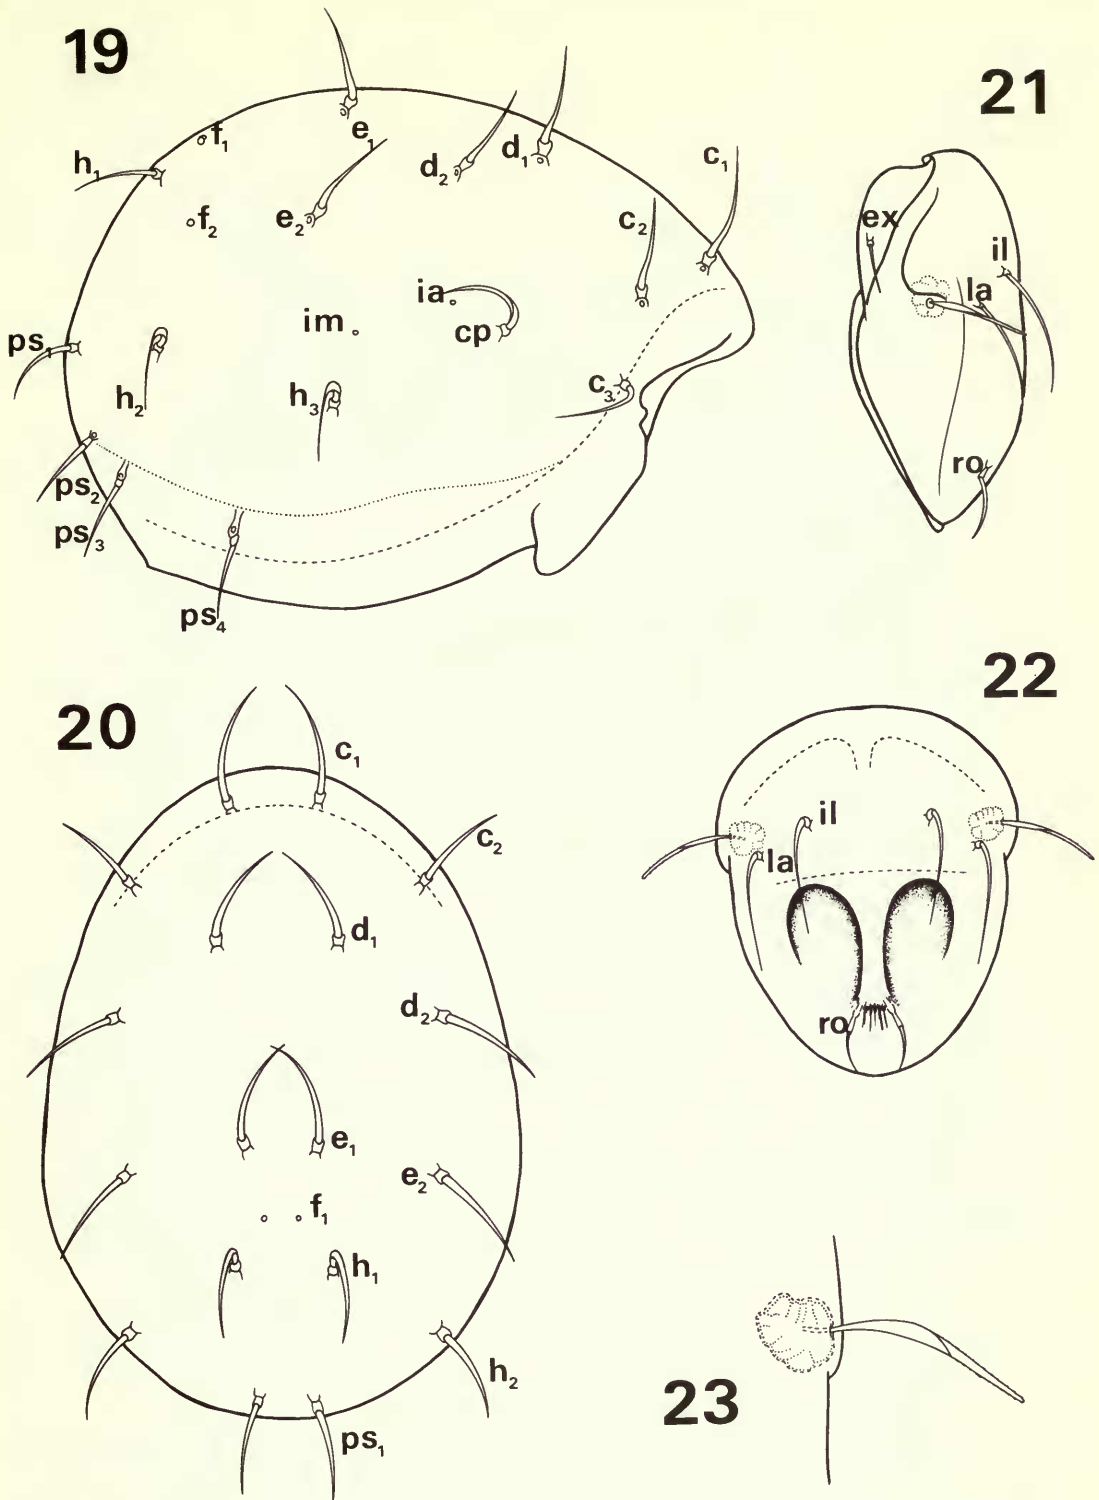 19
e₁
f₁
h₁
f₂
e₂
d₂
d₁
c₁
c₂
ia
im
cp
ps₁
h₂
h₃
c₃
ps₂
ps₃
ps₄
21
ex
il
la
ro
20
c₁
c₂
d₁
d₂
e₁
e₂
f₁
h₁
h₂
ps₁
22
il
la
ro
23